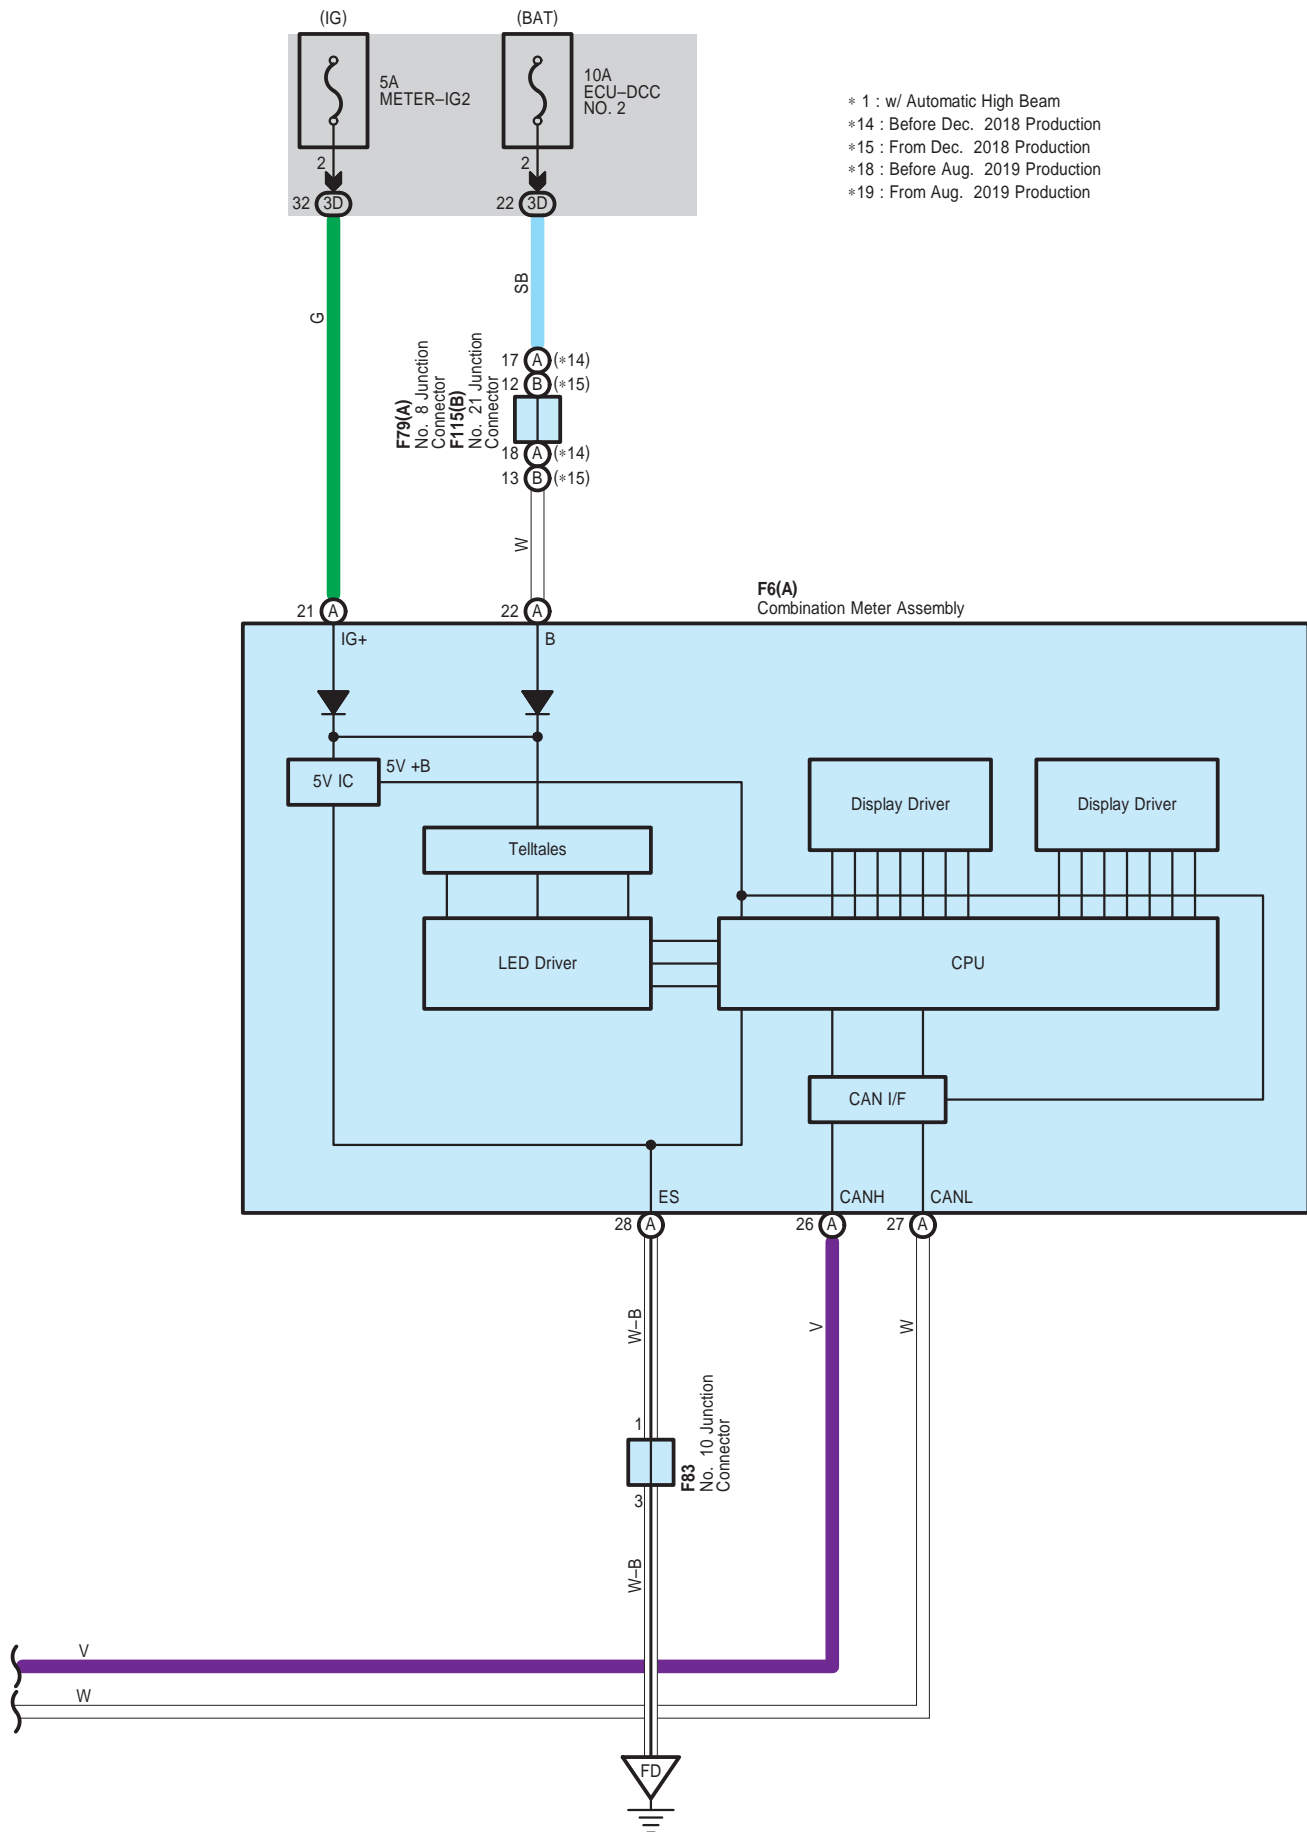 (IG)
(BAT)
5A
METER–IG2
10A
ECU–DCC
NO. 2
2
2
32 3D
22 3D
∗ 1 : w/ Automatic High Beam
∗14 : Before Dec. 2018 Production
∗15 : From Dec. 2018 Production
∗18 : Before Aug. 2019 Production
∗19 : From Aug. 2019 Production
G
SB
F79(A)
No. 8 Junction
Connector
F115(B)
No. 21 Junction
Connector
17 A (∗14)
12 B (∗15)
18 A (∗14)
13 B (∗15)
W
F6(A)
Combination Meter Assembly
21 A
22 A
IG+
B
5V IC
5V +B
Display Driver
Display Driver
Telltales
LED Driver
CPU
CAN I/F
ES
CANH
CANL
28 A
26 A
27 A
W–B
V
W
1
F83
No. 10 Junction
Connector
3
W–B
V
W
FD